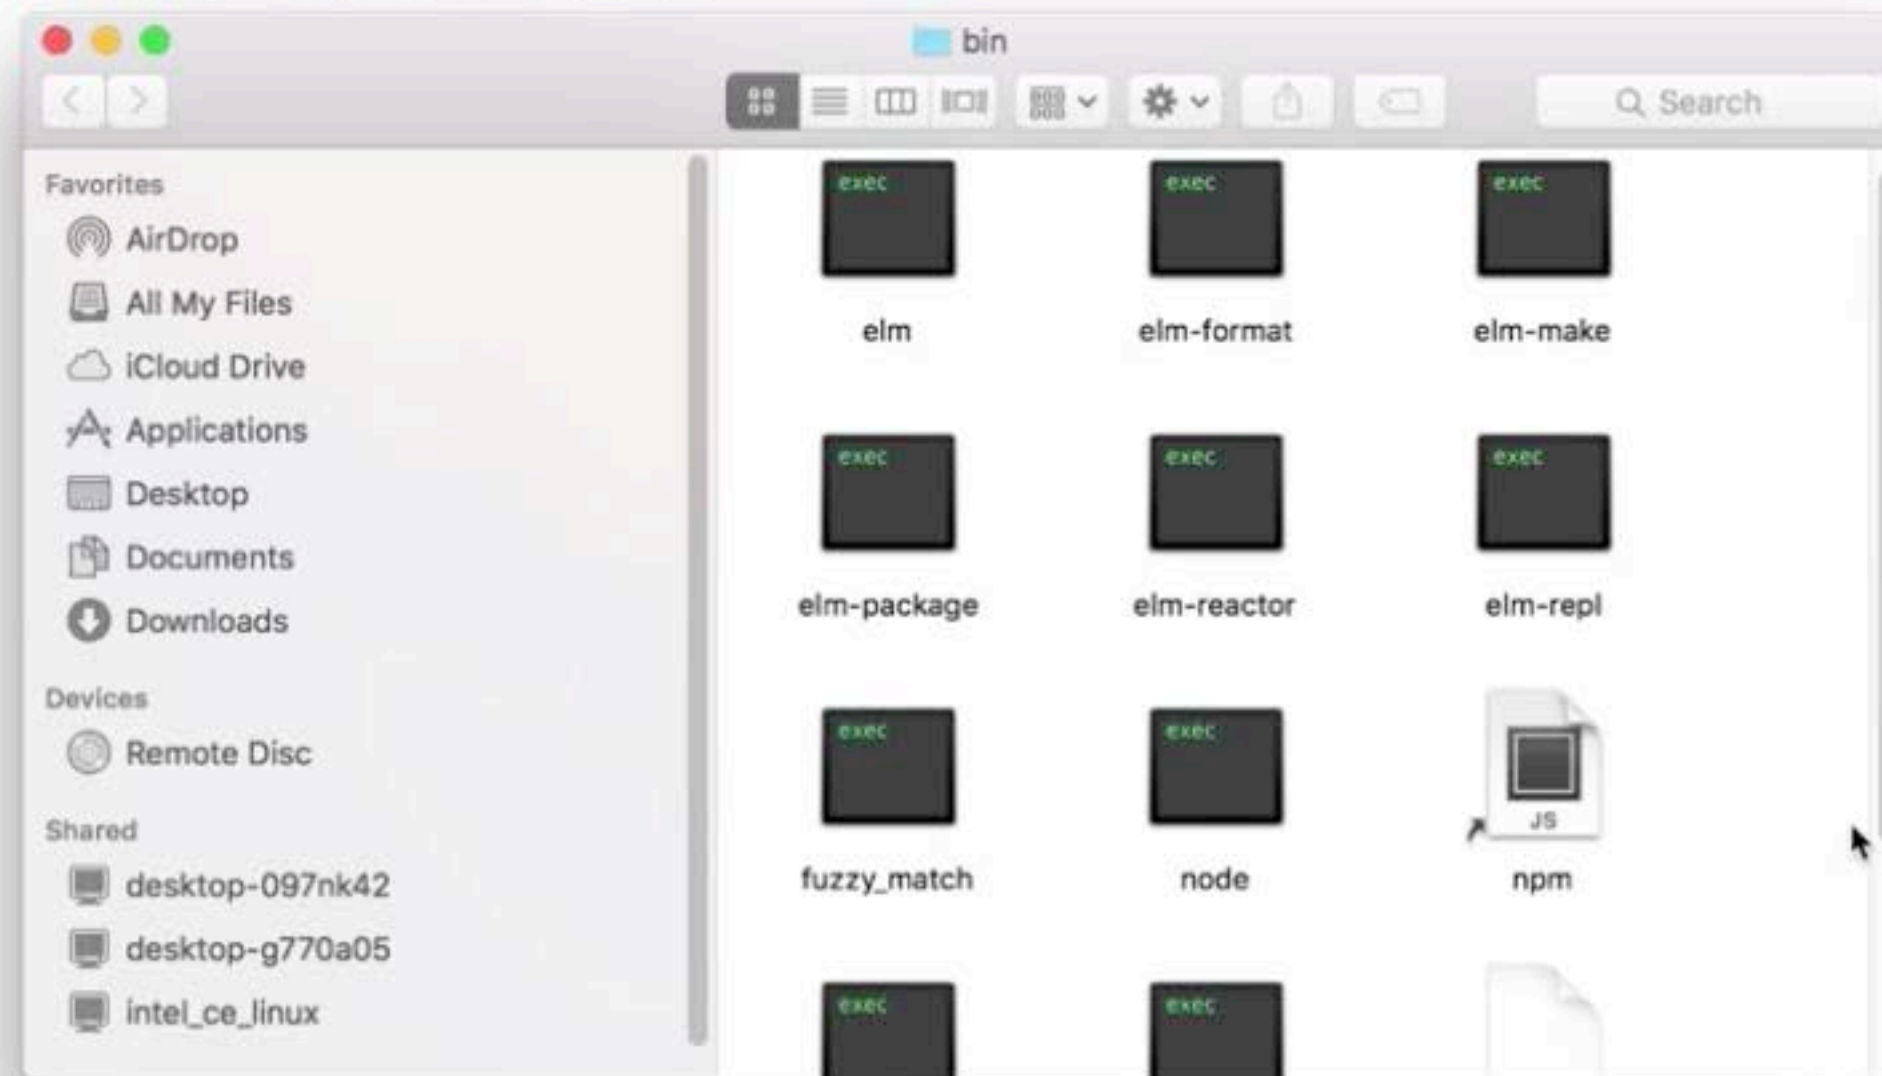 bin
Search
Favorites
AirDrop
All My Files
iCloud Drive
Applications
Desktop
Documents
Downloads
Devices
Remote Disc
Shared
desktop-097nk42
desktop-g770a05
intel_ce_linux
exec exec exec
elm elm-format elm-make
exec exec exec
elm-package elm-reactor elm-repl
exec exec JS
fuzzy_match node npm
exec exec